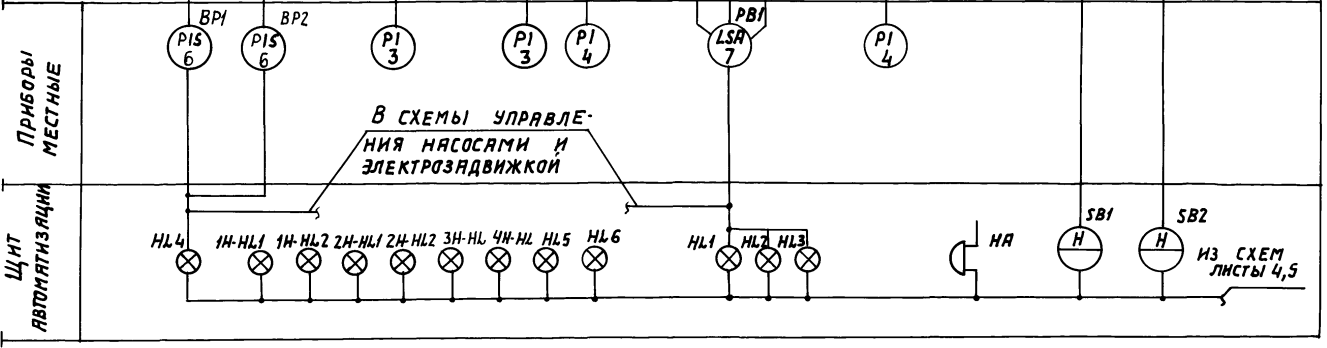 Приборы
местные
BP1
BP2
PIS
6
PIS
6
PI
3
PI
3
PI
4
PB1
LSA
7
PI
4
В схемы управле-
ния насосами и
электрозадвижкой
Щит
автоматизации
HL4
1H-HL1
1H-HL2
2H-HL1
2H-HL2
3H-HL
4H-HL
HL5
HL6
HL1
HL2
HL3
HA
SB1
H
SB2
H
Из схем
листы 4,5